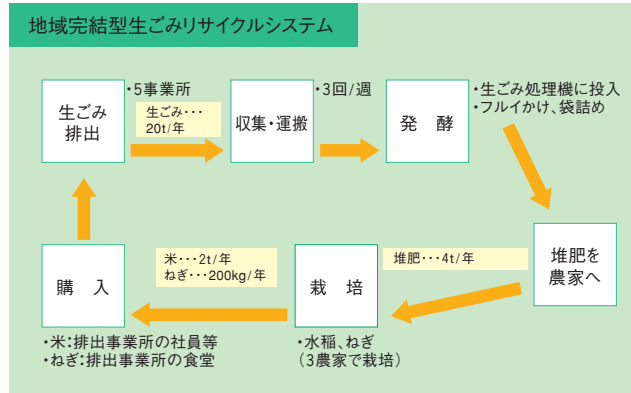 地域完結型生ごみリサイクルシステム
生ごみ
排出
・5事業所
生ごみ・・・
20t/年
収集・運搬
・3回/週
発　酵
・生ごみ処理機に投入
・フルイかけ、袋詰め
堆肥を
農家へ
堆肥・・・4t/年
栽　培
・水稲、ねぎ
（3農家で栽培）
米・・・2t/年
ねぎ・・・200kg/年
購　入
・米：排出事業所の社員等
・ねぎ：排出事業所の食堂